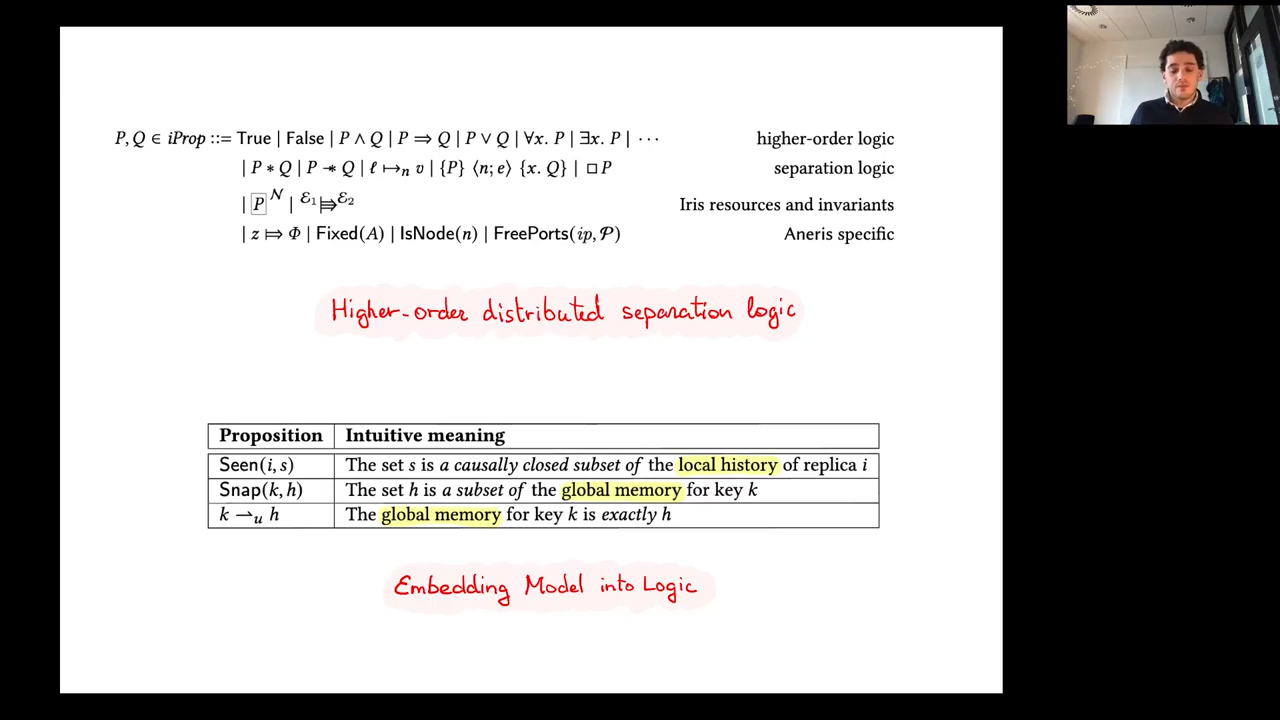 P, Q ∈ iProp ::= True | False | P ∧ Q | P ⇒ Q | P ∨ Q | ∀x. P | ∃x. P | ··· higher-order logic
| P ∗ Q | P −∗ Q | ℓ ↦ₙ v | {P} ⟨n; e⟩ {x. Q} | □ P separation logic
| P^N | ^ℰ1 |⇛ ^ℰ2 Iris resources and invariants
| z ⤇ Φ | Fixed(A) | IsNode(n) | FreePorts(ip, 𝒫) Aneris specific
Higher-order distributed separation logic
Proposition Intuitive meaning
Seen(i, s) The set s is a causally closed subset of the local history of replica i
Snap(k, h) The set h is a subset of the global memory for key k
k ⇀ᵤ h The global memory for key k is exactly h
Embedding Model into Logic